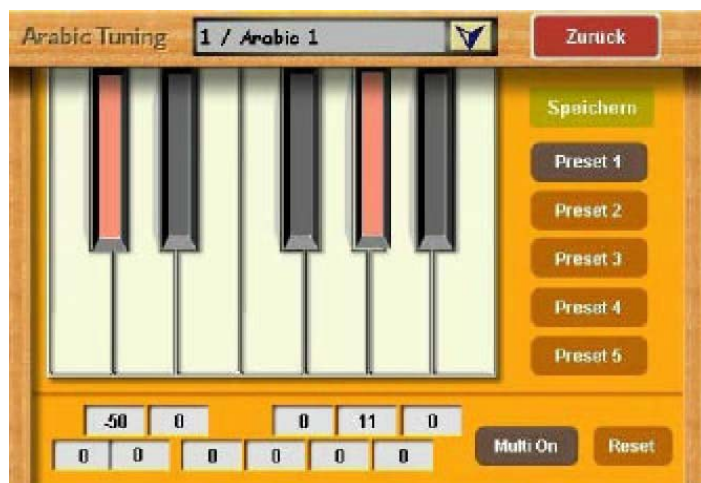 Arabic Tuning 1 / Arabic 1 Zurück
Speichern
Preset 1
Preset 2
Preset 3
Preset 4
Preset 5
-50 0 0 11 0
0 0 0 0 0 0
Multi On Reset